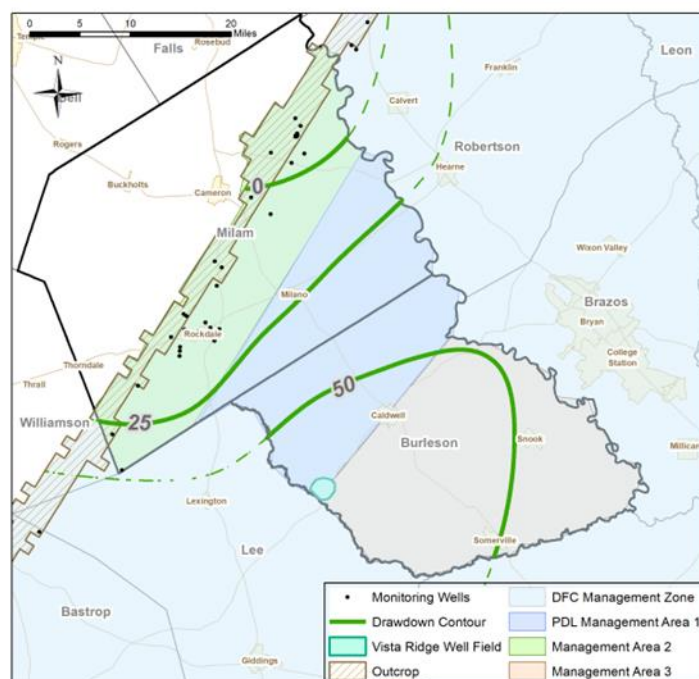 0 5 10 20
Miles
Temple
Falls
Rosebud
Leon
N
Bell
Franklin
Calvert
Robertson
Rogers
Hearne
Buckholts
Cameron
0
Milam
Wixon Valley
Milano
Brazos
Bryan
Rockdale
College
Station
Thorndale
Thrall
50
Caldwell
Williamson
25
Burleson
Snook
Millican
Lexington
Lee
Somerville
Bastrop
Giddings
Monitoring Wells
Drawdown Contour
Vista Ridge Well Field
Outcrop
DFC Management Zone
PDL Management Area 1
Management Area 2
Management Area 3